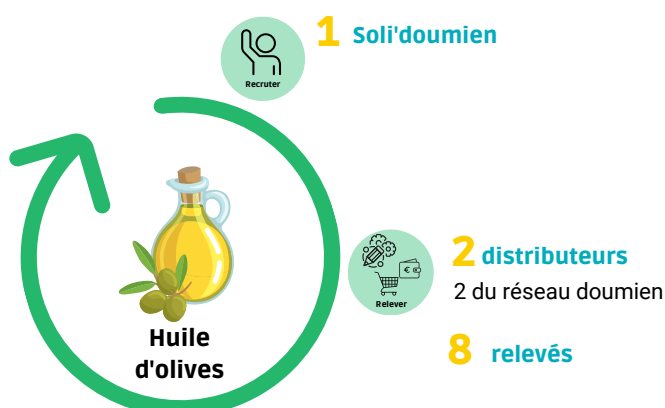 1 Soli'doumien
Recruter
2 distributeurs
2 du réseau doumien
Relever
8 relevés
Huile
d'olives